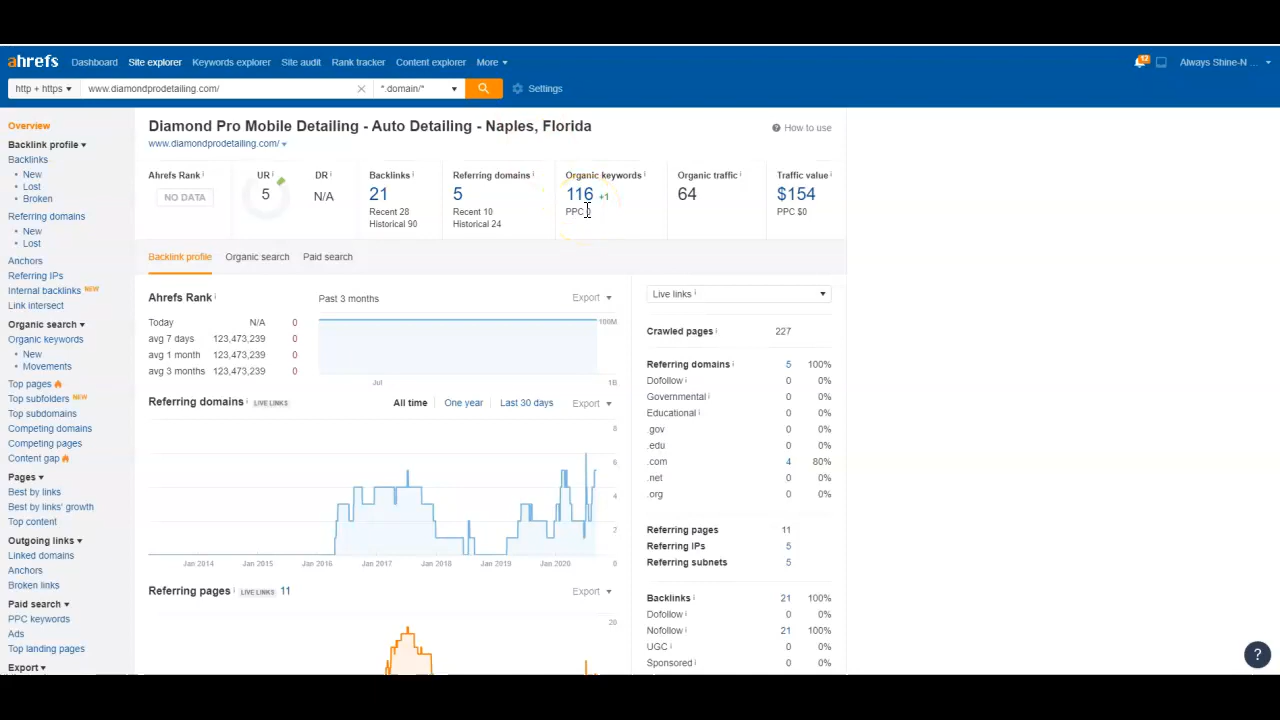 ahrefs Dashboard Site explorer Keywords explorer Site audit Rank tracker Content explorer More 12 Always Shine-N ...
http + https www.diamondprodetailing.com/ *.domain/* Settings
Overview
Backlink profile
Backlinks
• New
• Lost
• Broken
Referring domains
• New
• Lost
Anchors
Referring IPs
Internal backlinks NEW
Link intersect
Organic search
Organic keywords
• New
• Movements
Top pages
Top subfolders NEW
Top subdomains
Competing domains
Competing pages
Content gap
Pages
Best by links
Best by links' growth
Top content
Outgoing links
Linked domains
Anchors
Broken links
Paid search
PPC keywords
Ads
Top landing pages
Export
Diamond Pro Mobile Detailing - Auto Detailing - Naples, Florida
? How to use
www.diamondprodetailing.com/
Ahrefs Rank i UR i DR i Backlinks i Referring domains i Organic keywords i Organic traffic i Traffic value i
NO DATA 5 N/A 21 5 116 +1 64 $154
Recent 28 Recent 10 PPC 0 PPC $0
Historical 90 Historical 24
Backlink profile Organic search Paid search
Ahrefs Rank i Past 3 months Export
Today N/A 0
avg 7 days 123,473,239 0
avg 1 month 123,473,239 0
avg 3 months 123,473,239 0
100M
Jul 1B
Referring domains i LIVE LINKS All time One year Last 30 days Export
8
6
4
2
0
Jan 2014 Jan 2015 Jan 2016 Jan 2017 Jan 2018 Jan 2019 Jan 2020
Referring pages i LIVE LINKS 11 Export
20
Live links i
Crawled pages i 227
Referring domains i 5 100%
Dofollow i 0 0%
Governmental i 0 0%
Educational i 0 0%
.gov 0 0%
.edu 0 0%
.com 4 80%
.net 0 0%
.org 0 0%
Referring pages 11
Referring IPs 5
Referring subnets 5
Backlinks i 21 100%
Dofollow i 0 0%
Nofollow i 21 100%
UGC i 0 0%
Sponsored i 0 0%
?